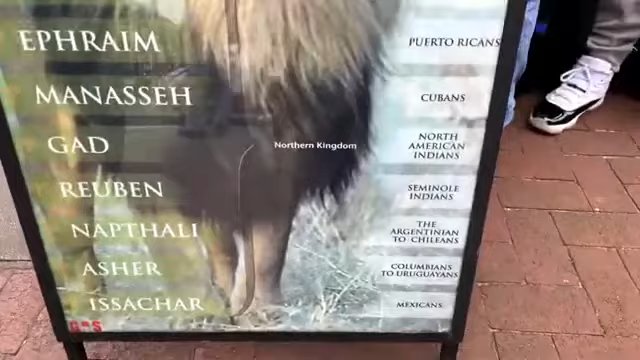 EPHRAIM
PUERTO RICANS
MANASSEH
CUBANS
GAD
Northern Kingdom
NORTH
AMERICAN
INDIANS
REUBEN
SEMINOLE
INDIANS
NAPTHALI
THE
ARGENTINIAN
TO CHILEANS
ASHER
COLUMBIANS
TO URUGUAYANS
ISSACHAR
MEXICANS